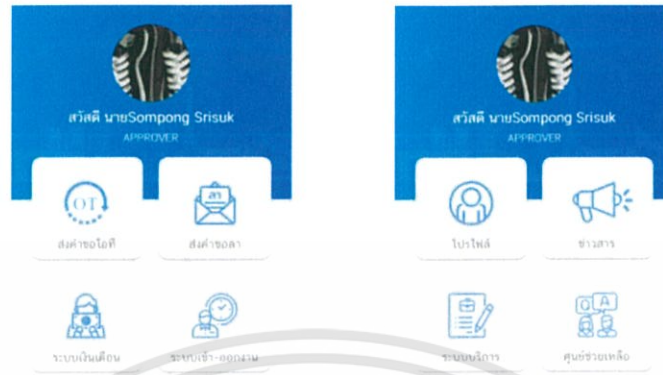 สวัสดี นายSompong Srisuk
APPROVER
OT
ลา
ส่งคำขอโอที
ส่งคำขอลา
ระบบเงินเดือน
ระบบเข้า-ออกงาน
สวัสดี นายSompong Srisuk
APPROVER
โปรไฟล์
ข่าวสาร
Q A
ระบบบริการ
ศูนย์ช่วยเหลือ